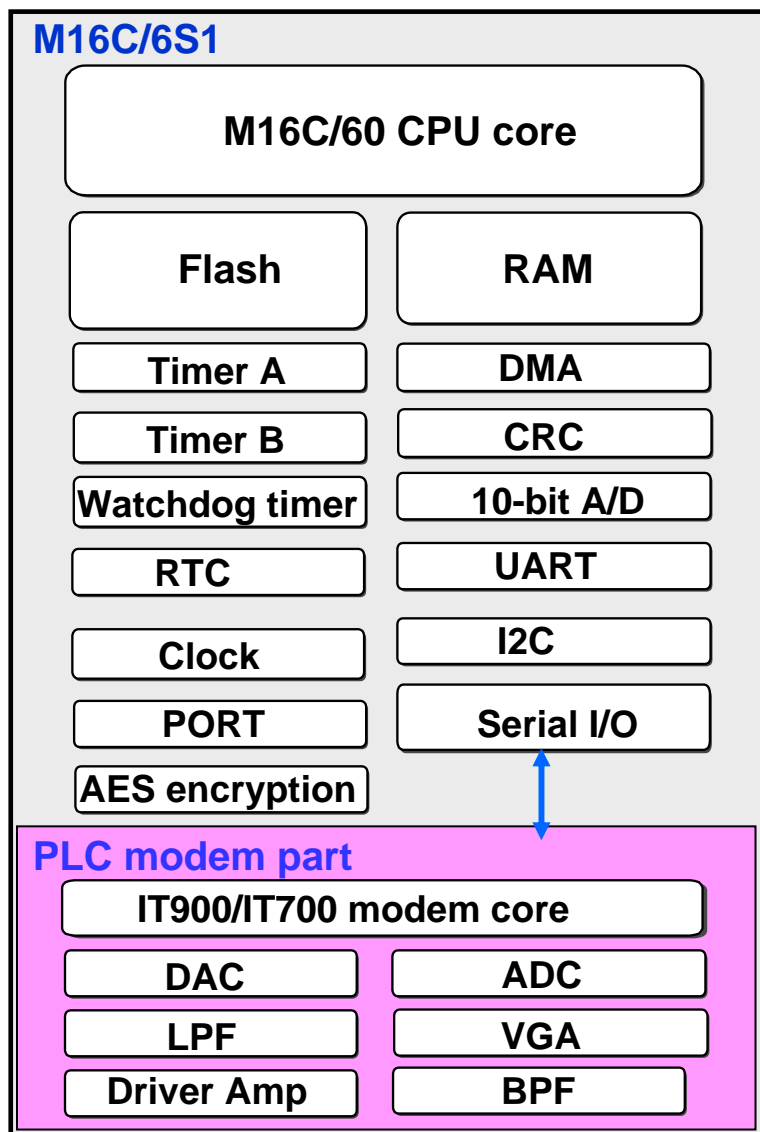 M16C/6S1
M16C/60 CPU core
Flash
RAM
Timer A
DMA
Timer B
CRC
Watchdog timer
10-bit A/D
RTC
UART
Clock
I2C
PORT
Serial I/O
AES encryption
PLC modem part
IT900/IT700 modem core
DAC
ADC
LPF
VGA
Driver Amp
BPF